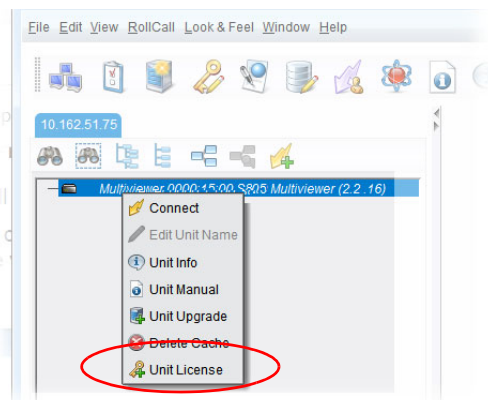 File Edit View RollCall Look & Feel Window Help
10.162.51.75
Multiviewer 0000:15:00 S805 Multiviewer (2.2 .16)
Connect
Edit Unit Name
Unit Info
Unit Manual
Unit Upgrade
Delete Cache
Unit License